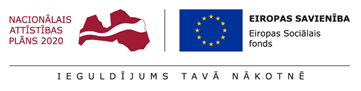 NACIONĀLAIS
ATTĪSTĪBAS
PLĀNS 2020
EIROPAS SAVIENĪBA
Eiropas Sociālais
fonds
IEGULDĪJUMS TAVĀ NĀKOTNĒ